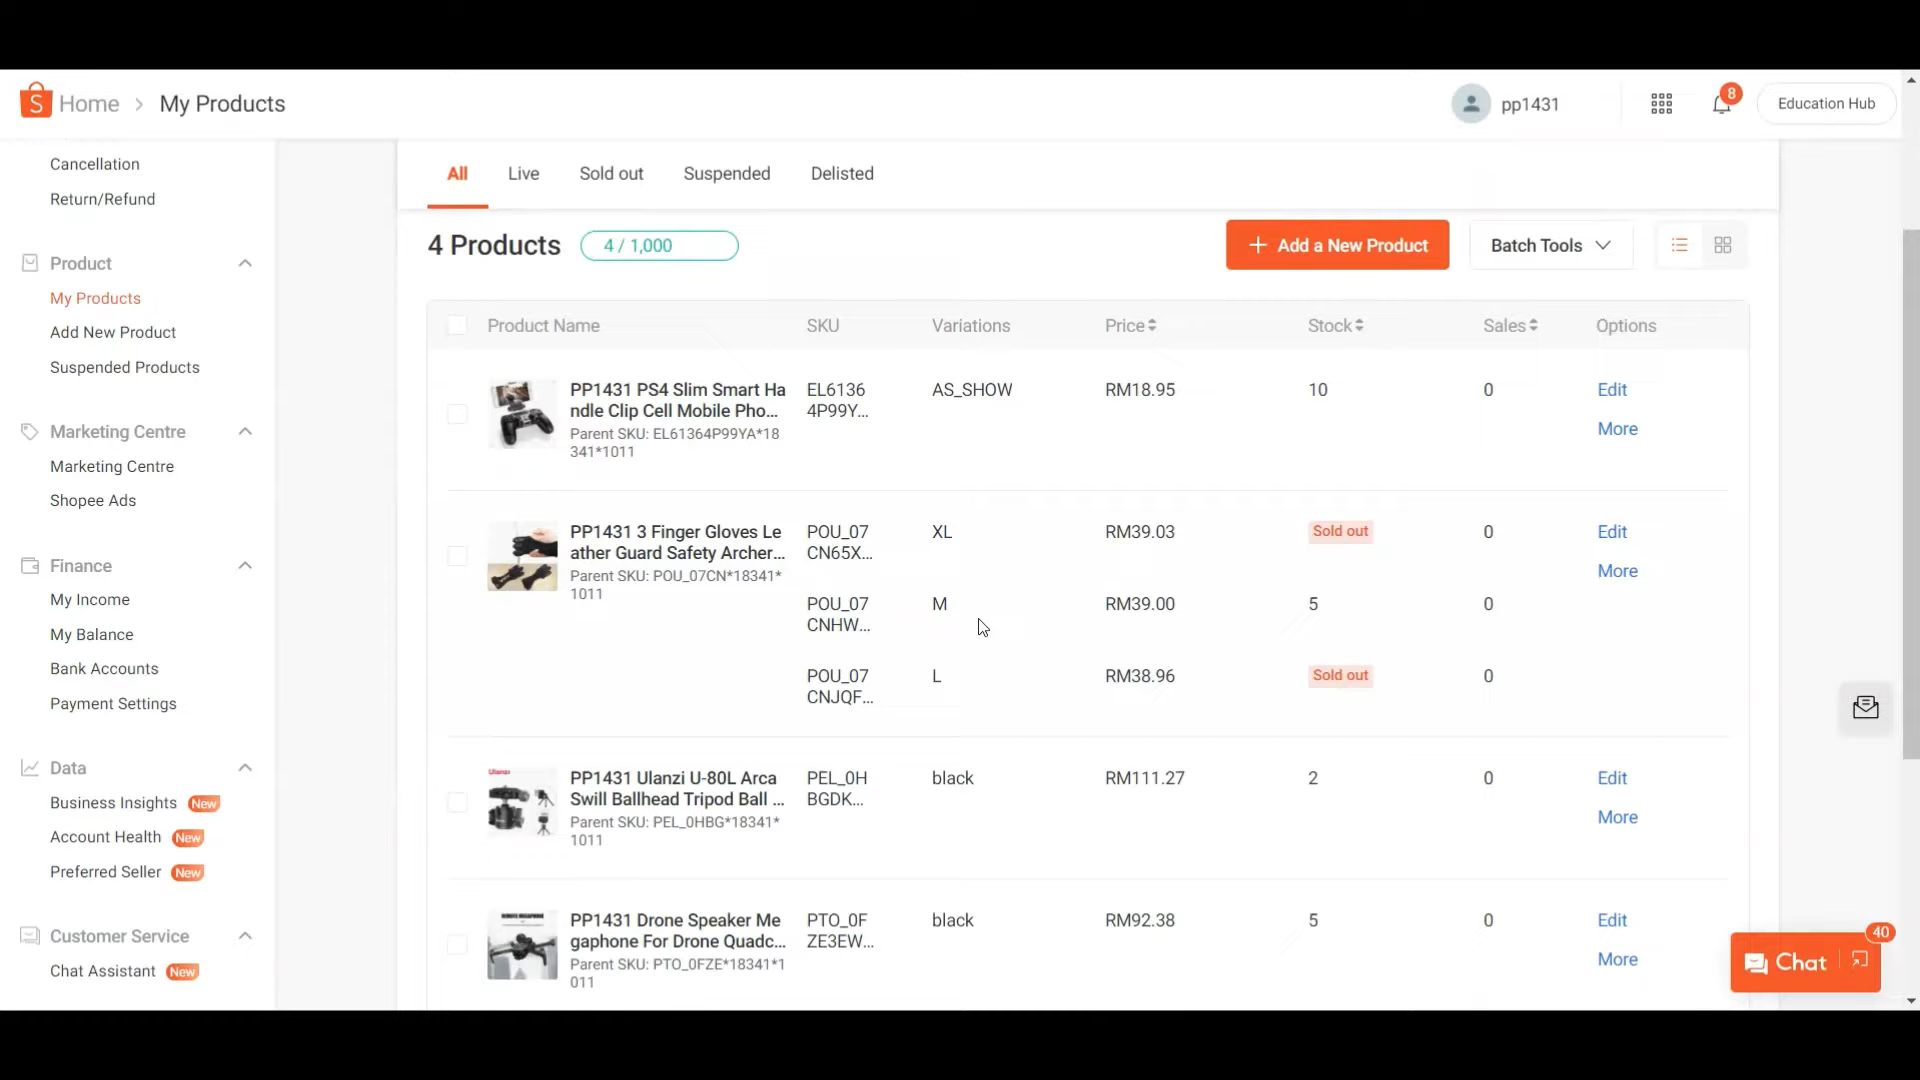 Home > My Products
pp1431
8
Education Hub
Cancellation
Return/Refund
Product
My Products
Add New Product
Suspended Products
Marketing Centre
Marketing Centre
Shopee Ads
Finance
My Income
My Balance
Bank Accounts
Payment Settings
Data
Business Insights New
Account Health New
Preferred Seller New
Customer Service
Chat Assistant New
All Live Sold out Suspended Delisted
4 Products 4 / 1,000
+ Add a New Product
Batch Tools
Product Name SKU Variations Price Stock Sales Options
PP1431 PS4 Slim Smart Ha
ndle Clip Cell Mobile Pho...
Parent SKU: EL61364P99YA*18
341*1011
EL6136
4P99Y...
AS_SHOW RM18.95 10 0 Edit
More
PP1431 3 Finger Gloves Le
ather Guard Safety Archer...
Parent SKU: POU_07CN*18341*
1011
POU_07
CN65X...
XL RM39.03 Sold out 0 Edit
More
POU_07
CNHW...
M RM39.00 5 0
POU_07
CNJQF...
L RM38.96 Sold out 0
Ulanzi
PP1431 Ulanzi U-80L Arca
Swill Ballhead Tripod Ball ...
Parent SKU: PEL_0HBG*18341*
1011
PEL_0H
BGDK...
black RM111.27 2 0 Edit
More
PP1431 Drone Speaker Me
gaphone For Drone Quadc...
Parent SKU: PTO_0FZE*18341*1
011
PTO_0F
ZE3EW...
black RM92.38 5 0 Edit
More
Chat
40